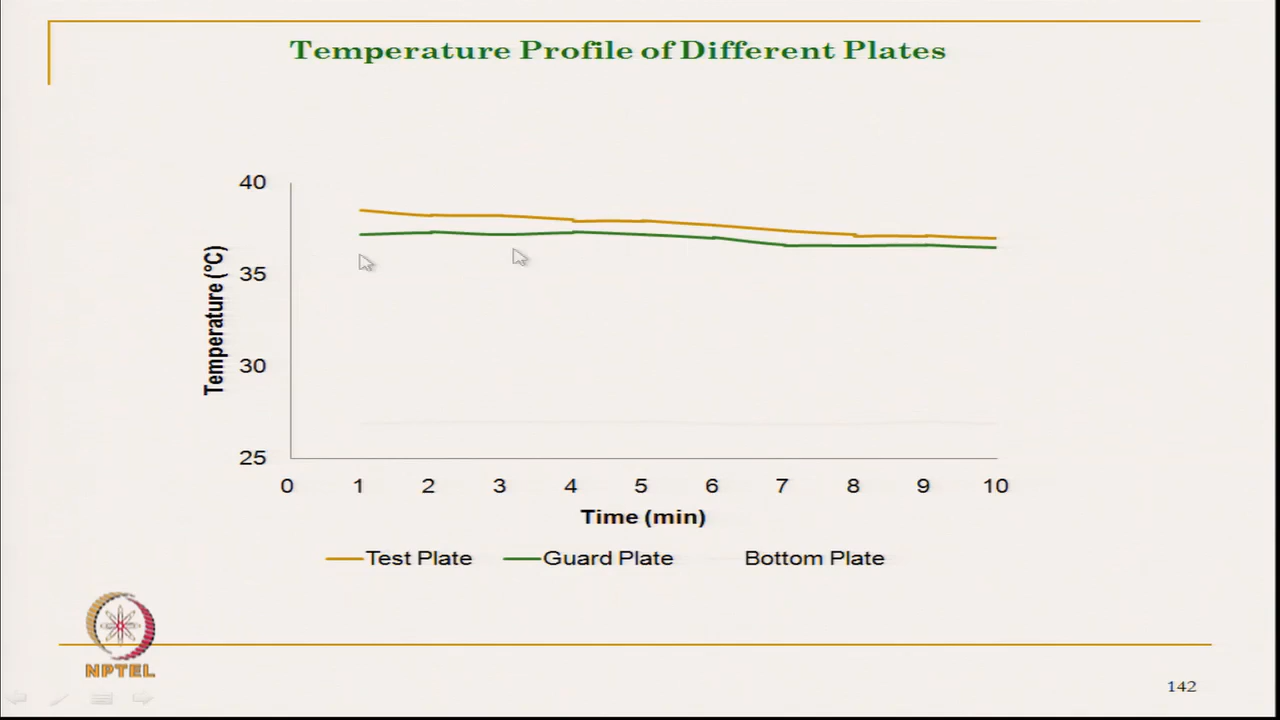 Temperature Profile of Different Plates
40
35
30
25
Temperature (°C)
0 1 2 3 4 5 6 7 8 9 10
Time (min)
Test Plate Guard Plate Bottom Plate
NPTEL
142